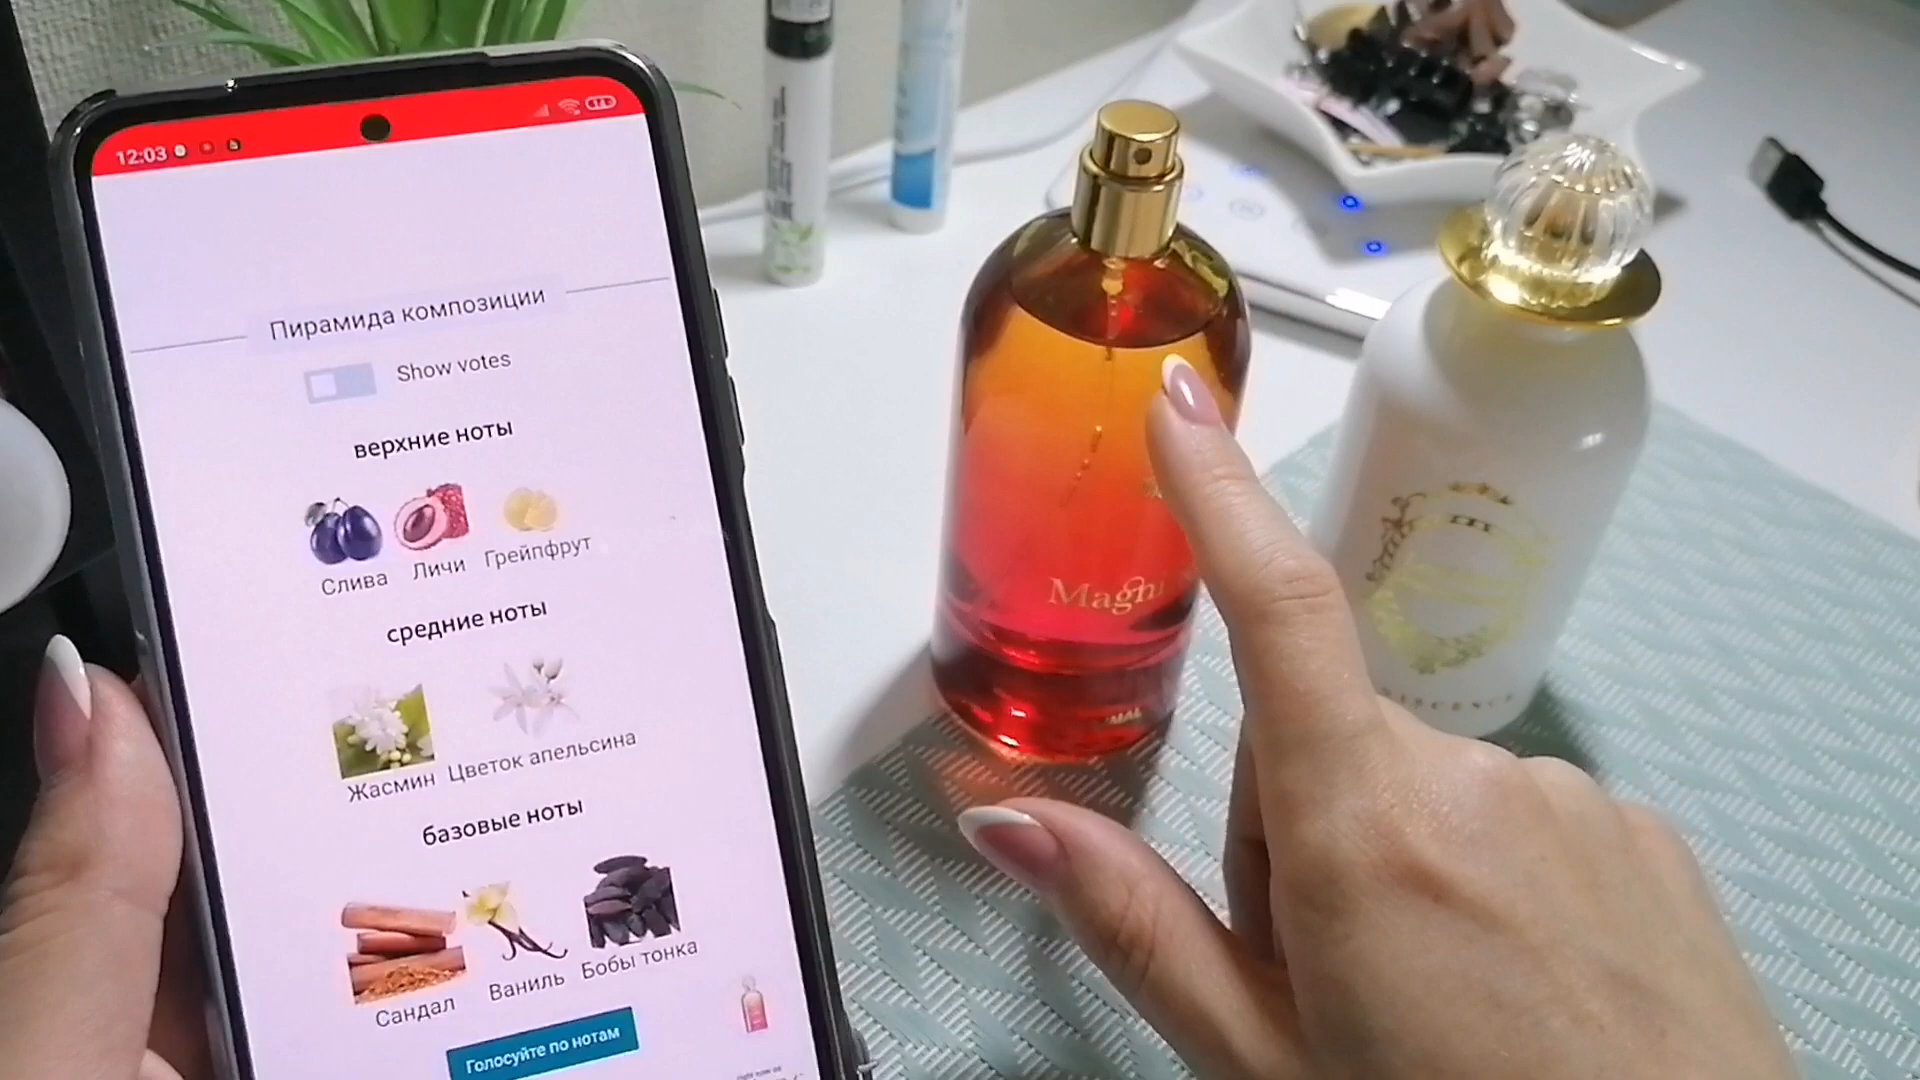 12:03
14
Пирамида композиции
Show votes
верхние ноты
Слива Личи Грейпфрут
средние ноты
Жасмин Цветок апельсина
базовые ноты
Сандал Ваниль Бобы тонка
Голосуйте по нотам
Magn